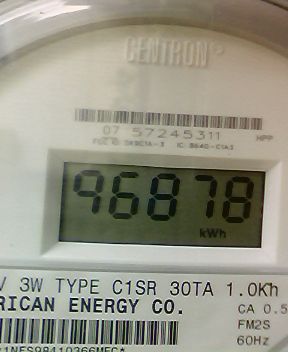 CENTRON®
07 57245311
HPP
96878
kWh
V 3W TYPE C1SR 30TA 1.0Kh
RICAN ENERGY CO.
CA 0.5
FM2S
60Hz